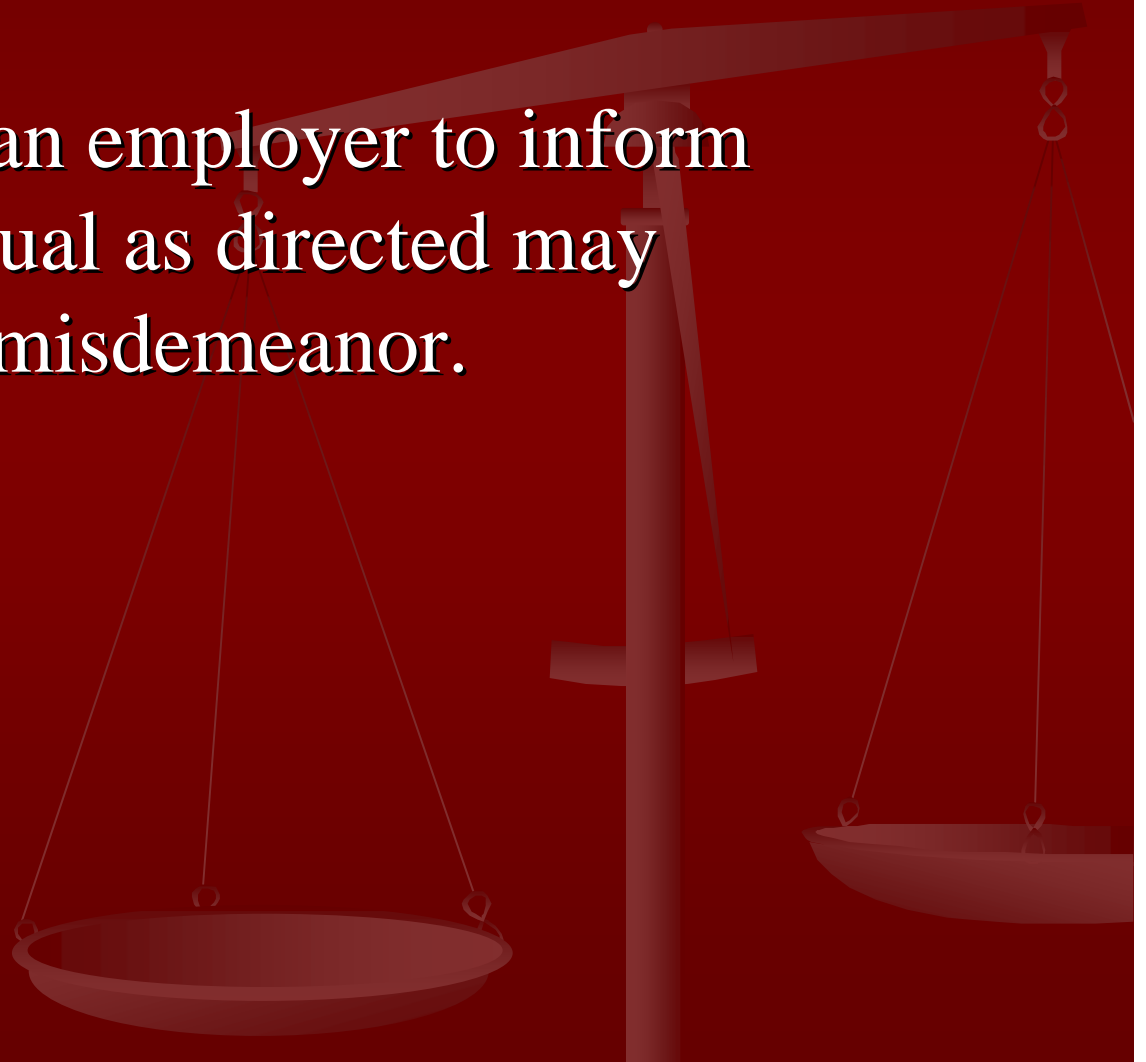 an employer to inform
ual as directed may
misdemeanor.